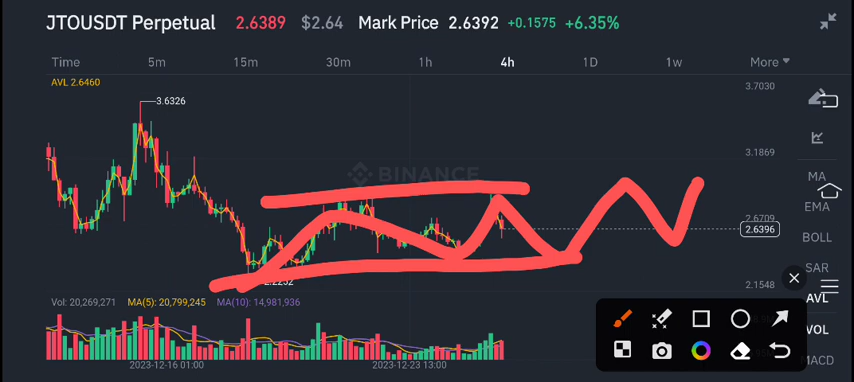 JTOUSDT Perpetual 2.6389 $2.64 Mark Price 2.6392 +0.1575 +6.35%
Time 5m 15m 30m 1h 4h 1D 1w More
AVL 2.6460
3.7030
3.6326
3.1869
BINANCE
MA
EMA
2.6709
2.6396
BOLL
SAR
2.1548
AVL
Vol: 20,269,271 MA(5): 20,799,245 MA(10): 14,981,936
VOL
MACD
2023-12-16 01:00 2023-12-23 13:00